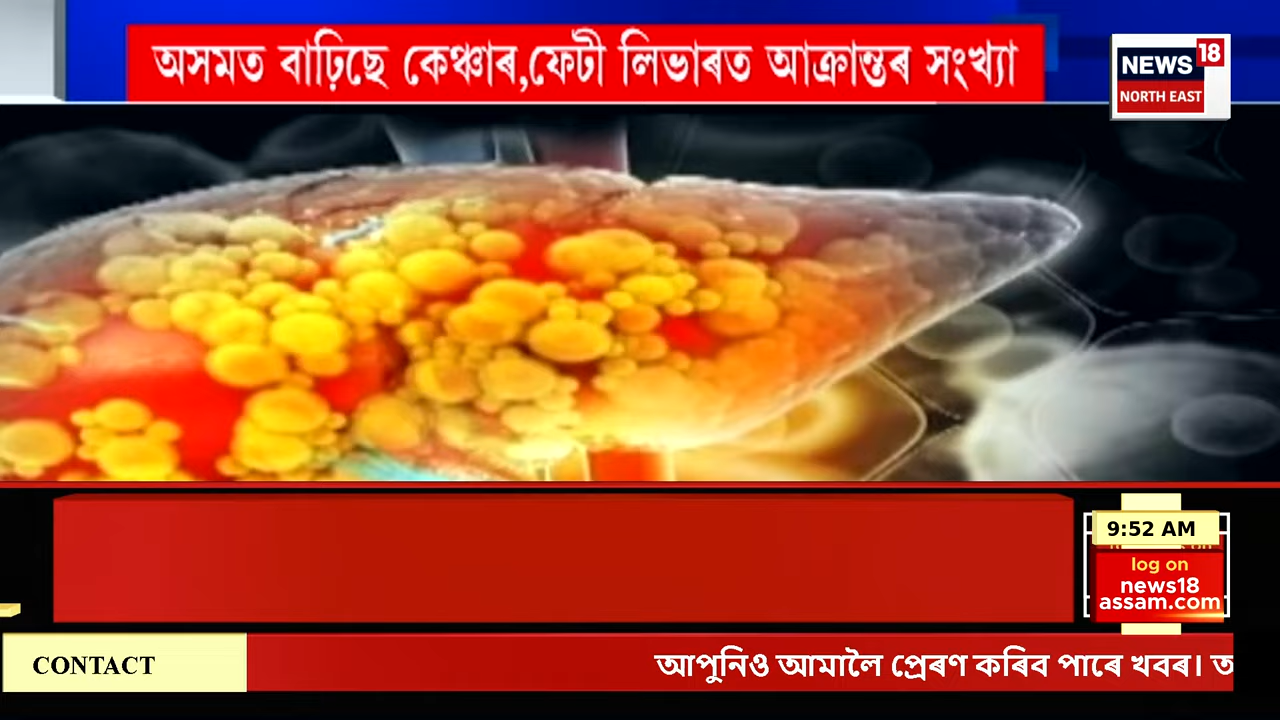 অসমত বাঢ়িছে কেঞ্চাৰ,ফেটী লিভাৰত আক্ৰান্তৰ সংখ্যা
NEWS 18
NORTH EAST
9:52 AM
log on
news18
assam.com
CONTACT
আপুনিও আমালৈ প্ৰেৰণ কৰিব পাৰে খবৰ।